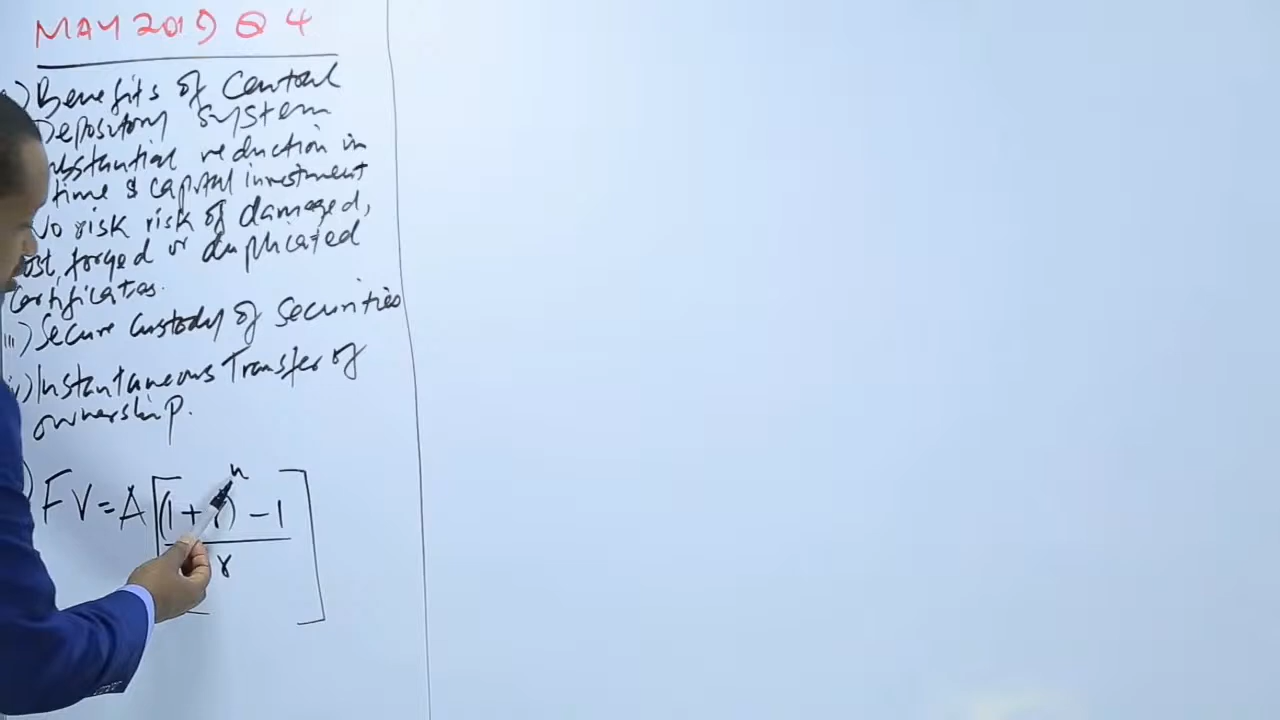 MAY 2019 Q 4
) Benefits of Central
Depository system
substantial reduction in
time & capital investment
No risk risk of damaged,
lost, forged or duplicated
Certificates.
iii) Secure Custody of Securities
iv) Instantaneous Transfer of
ownership.
) FV = A [(1 + r)^n - 1
r ]